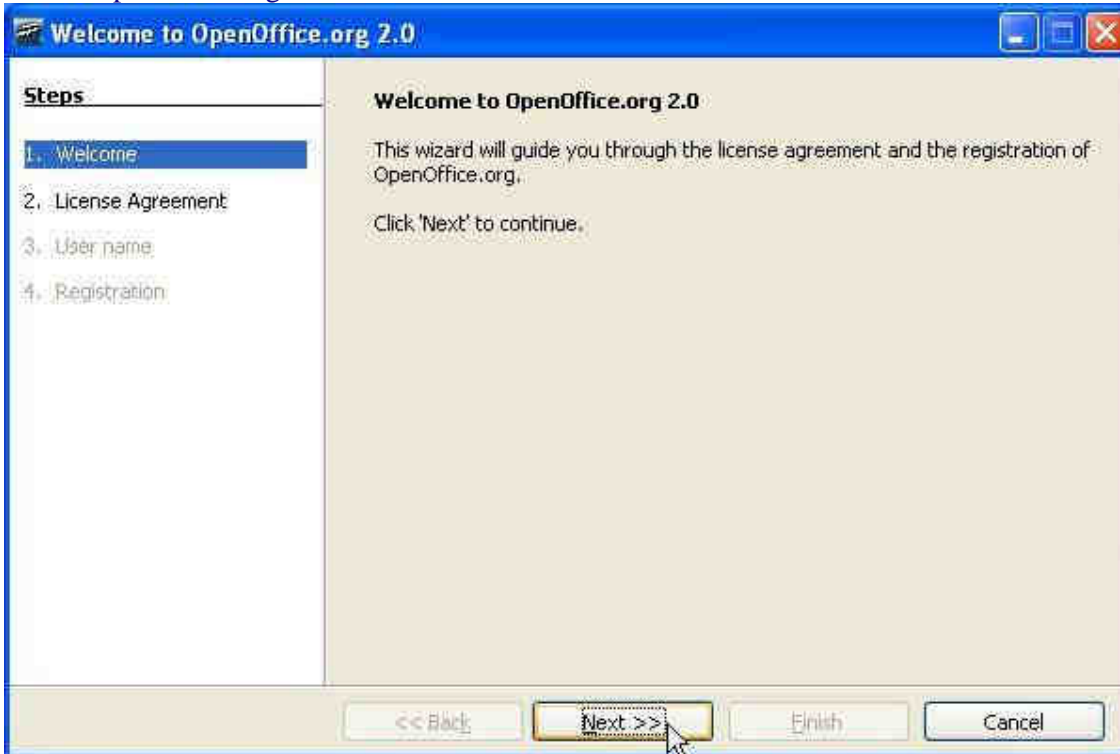 Welcome to OpenOffice.org 2.0
Steps
1. Welcome
2. License Agreement
3. User name
4. Registration
Welcome to OpenOffice.org 2.0
This wizard will guide you through the license agreement and the registration of
OpenOffice.org.
Click 'Next' to continue.
<< Back
Next >>
Finish
Cancel